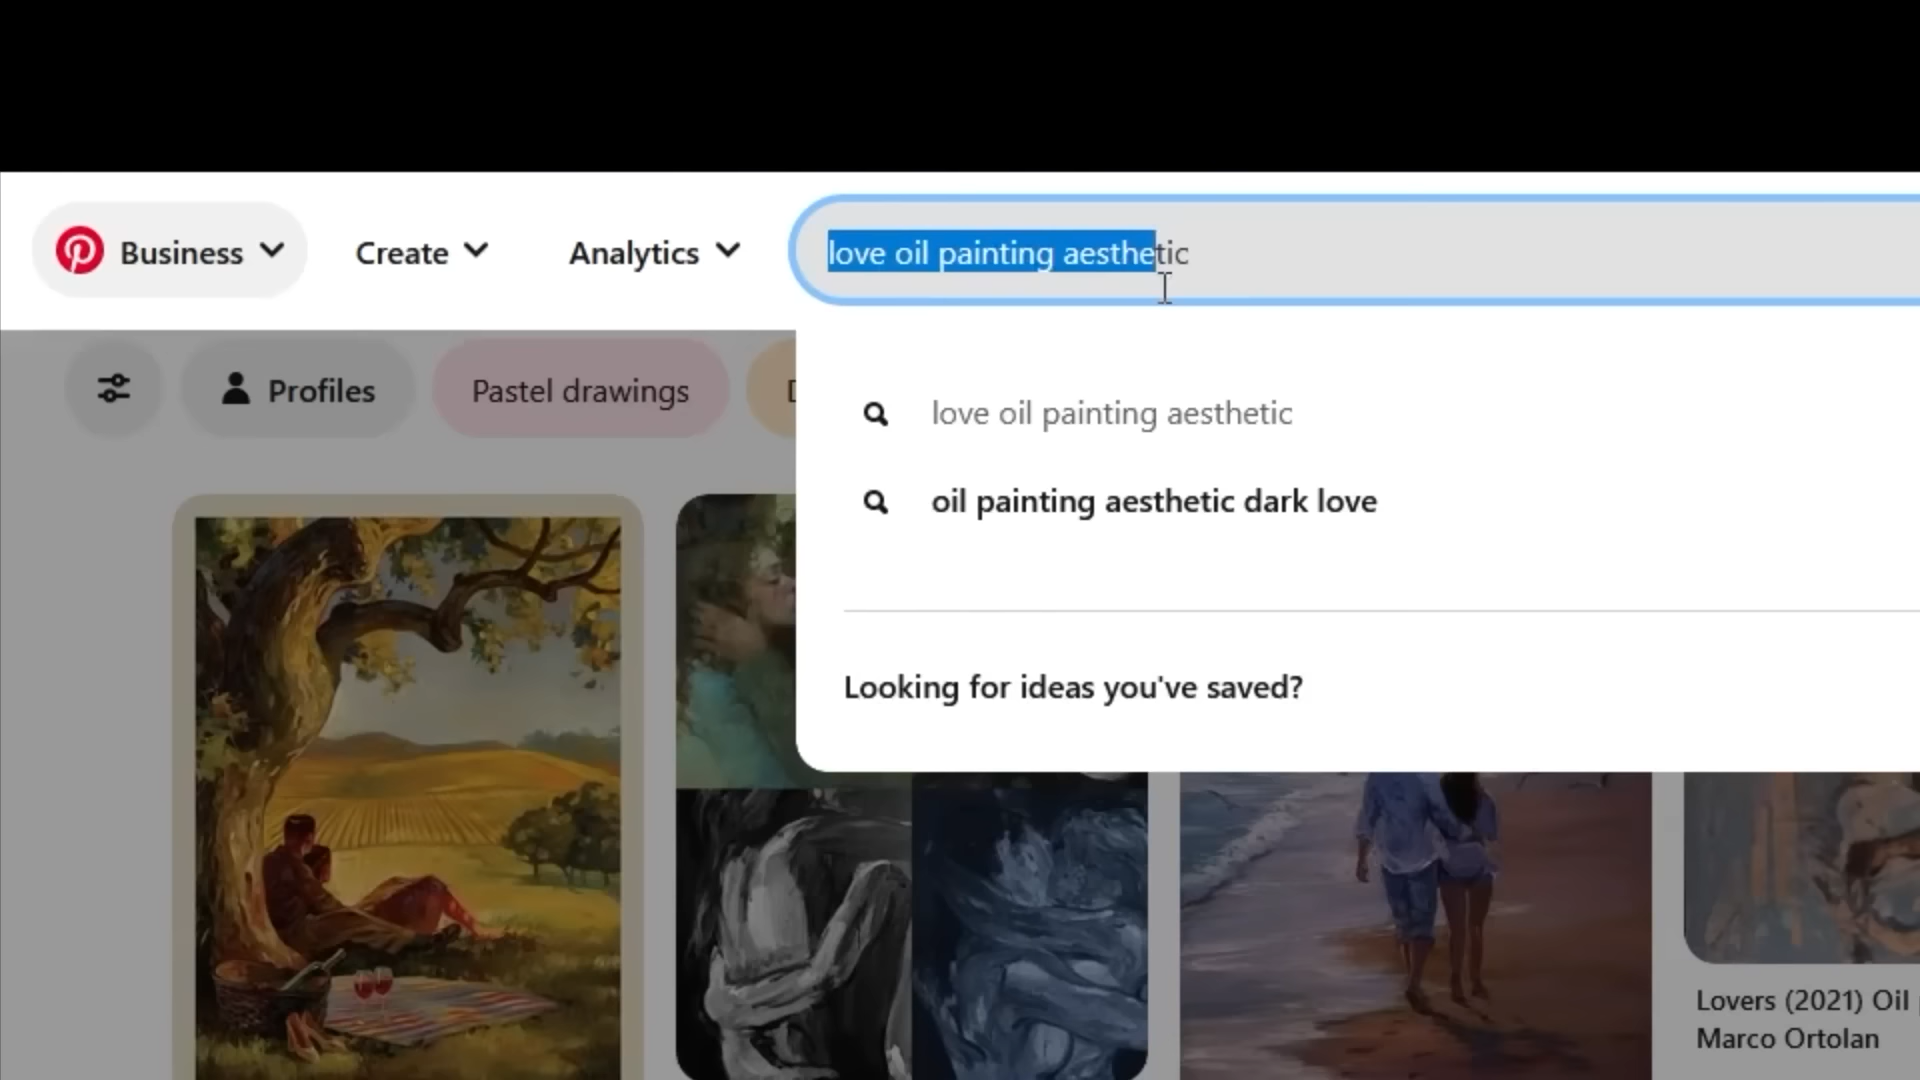 Business
Create
Analytics
love oil painting aesthetic
Profiles
Pastel drawings
love oil painting aesthetic
oil painting aesthetic dark love
Looking for ideas you've saved?
Lovers (2021) Oil
Marco Ortolan